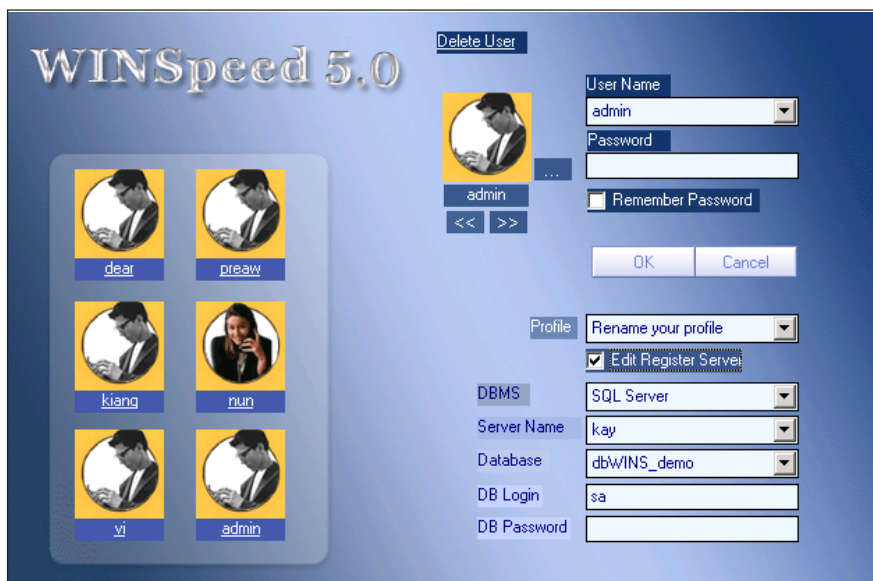 WINSpeed 5.0
dear
preaw
kiang
nun
vi
admin
Delete User
...
admin
<< >>
User Name
admin
Password
Remember Password
OK
Cancel
Profile
Rename your profile
Edit Register Server
DBMS
SQL Server
Server Name
kay
Database
dbWINS_demo
DB Login
sa
DB Password